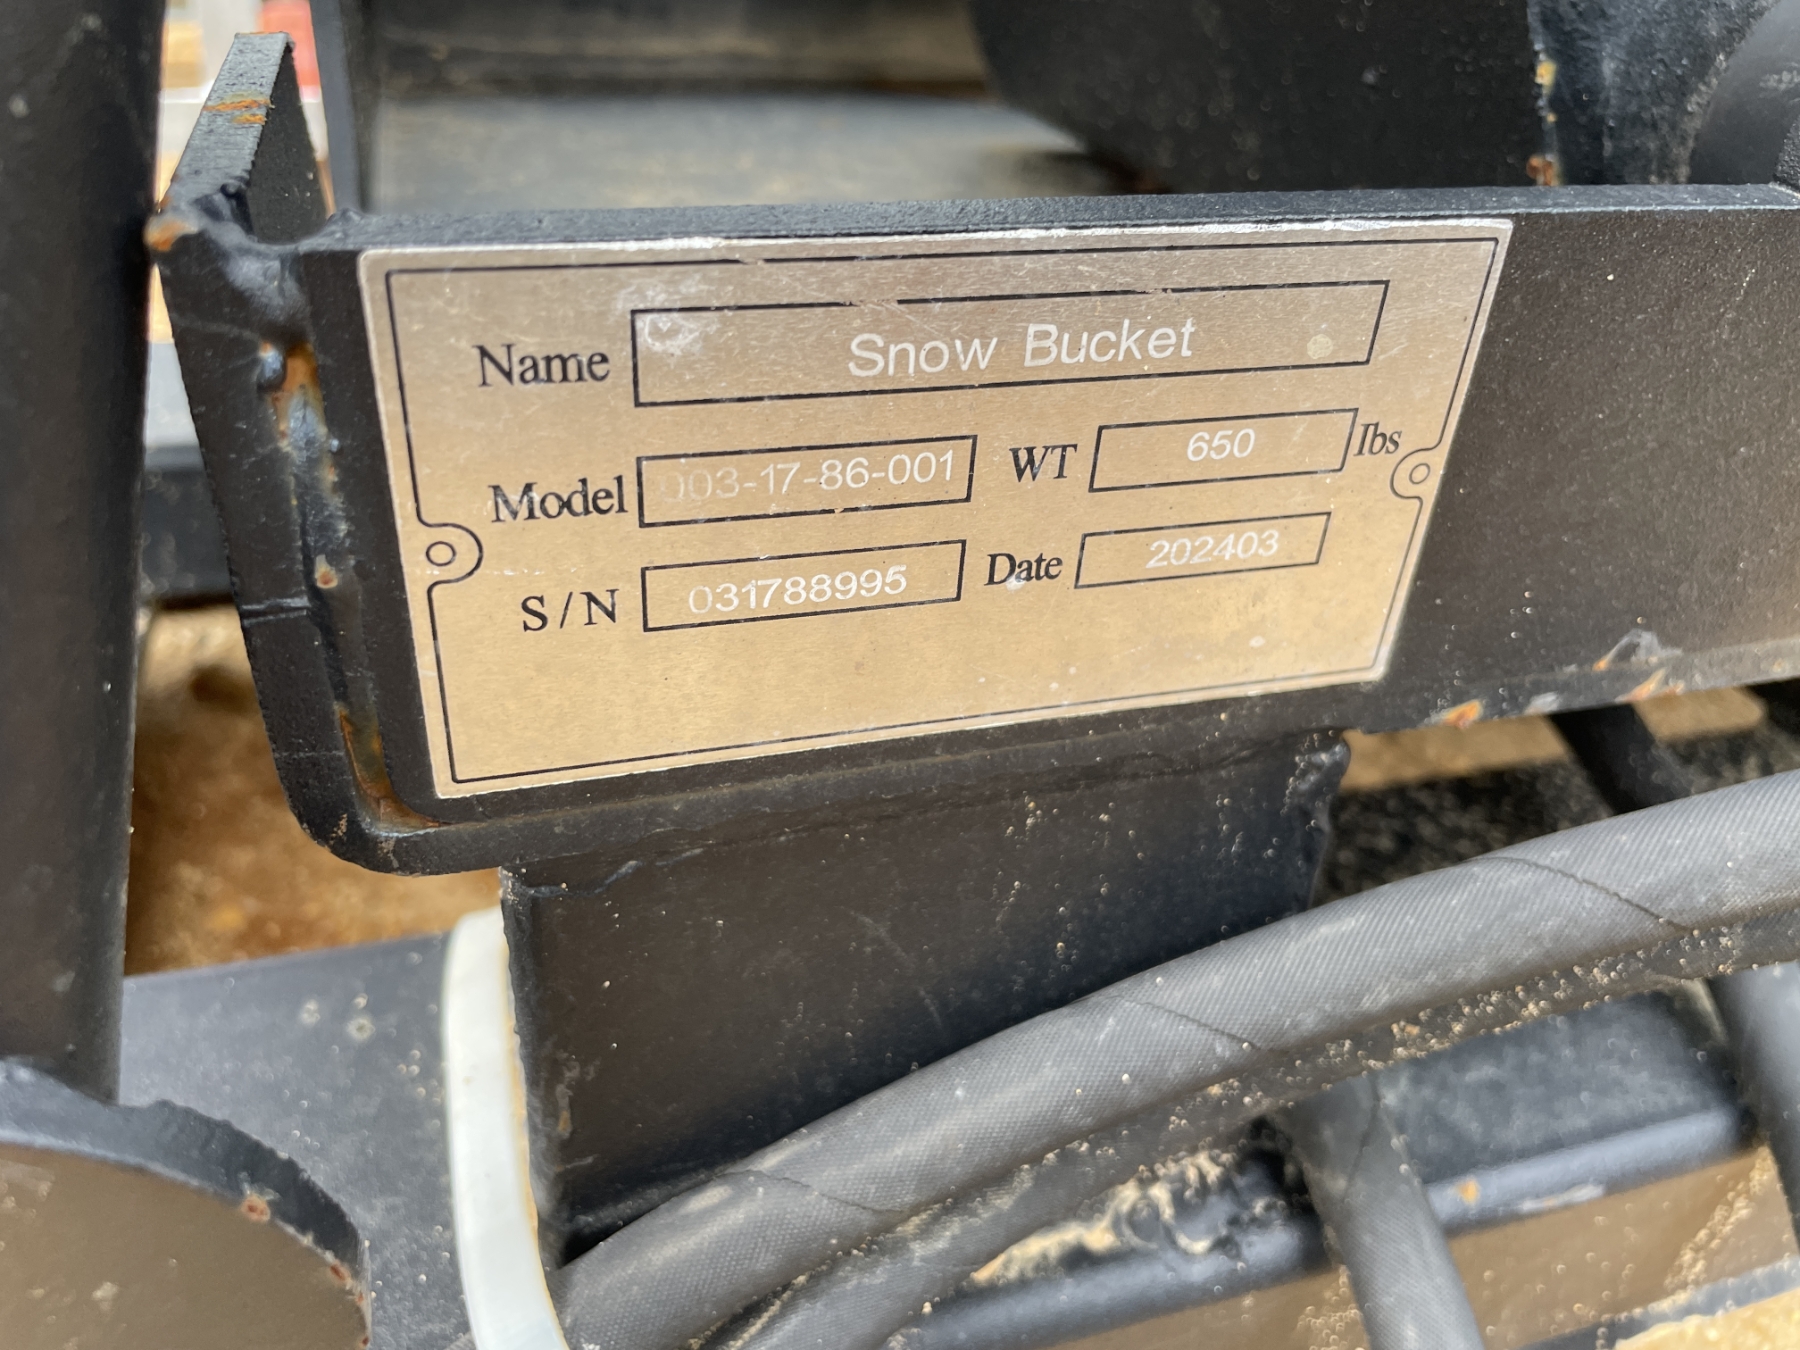 Name Snow Bucket
Model 003-17-86-001 WT 650 lbs
S/N 031788995 Date 202403